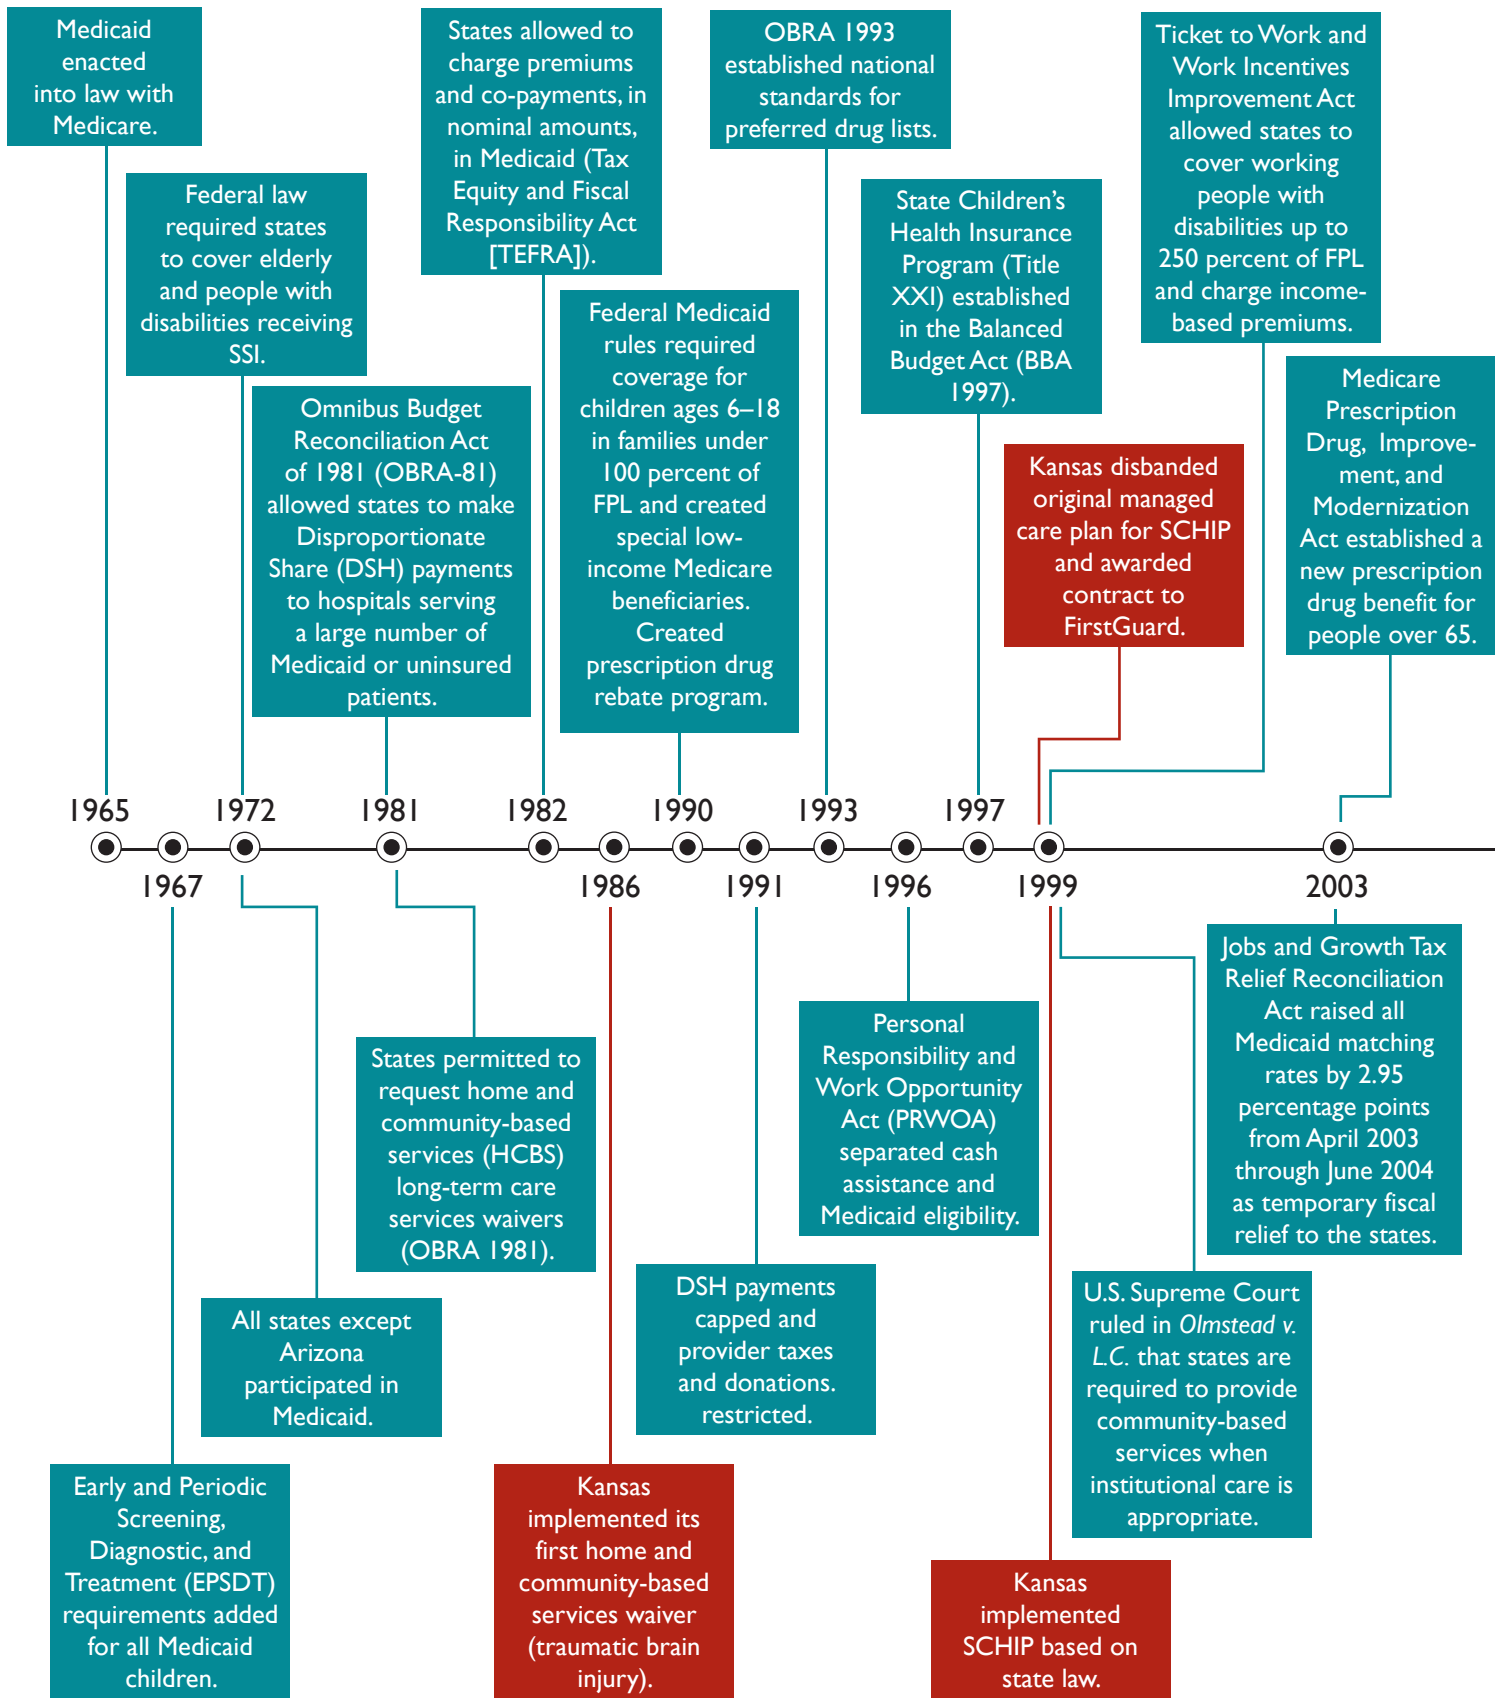 Medicaid
enacted
into law with
Medicare.
Federal law
required states
to cover elderly
and people with
disabilities receiving
SSI.
Omnibus Budget
Reconciliation Act
of 1981 (OBRA-81)
allowed states to make
Disproportionate
Share (DSH) payments
to hospitals serving
a large number of
Medicaid or uninsured
patients.
States allowed to
charge premiums
and co-payments, in
nominal amounts,
in Medicaid (Tax
Equity and Fiscal
Responsibility Act
[TEFRA]).
Federal Medicaid
rules required
coverage for
children ages 6–18
in families under
100 percent of
FPL and created
special low-
income Medicare
beneficiaries.
Created
prescription drug
rebate program.
OBRA 1993
established national
standards for
preferred drug lists.
State Children's
Health Insurance
Program (Title
XXI) established
in the Balanced
Budget Act (BBA
1997).
Kansas disbanded
original managed
care plan for SCHIP
and awarded
contract to
FirstGuard.
Ticket to Work and
Work Incentives
Improvement Act
allowed states to
cover working
people with
disabilities up to
250 percent of FPL
and charge income-
based premiums.
Medicare
Prescription
Drug, Improve-
ment, and
Modernization
Act established a
new prescription
drug benefit for
people over 65.
1965
1972
1981
1982
1990
1993
1997
1967
1986
1991
1996
1999
2003
Early and Periodic
Screening,
Diagnostic, and
Treatment (EPSDT)
requirements added
for all Medicaid
children.
All states except
Arizona
participated in
Medicaid.
States permitted to
request home and
community-based
services (HCBS)
long-term care
services waivers
(OBRA 1981).
Kansas
implemented its
first home and
community-based
services waiver
(traumatic brain
injury).
DSH payments
capped and
provider taxes
and donations.
restricted.
Personal
Responsibility and
Work Opportunity
Act (PRWOA)
separated cash
assistance and
Medicaid eligibility.
Kansas
implemented
SCHIP based on
state law.
U.S. Supreme Court
ruled in Olmstead v.
L.C. that states are
required to provide
community-based
services when
institutional care is
appropriate.
Jobs and Growth Tax
Relief Reconciliation
Act raised all
Medicaid matching
rates by 2.95
percentage points
from April 2003
through June 2004
as temporary fiscal
relief to the states.